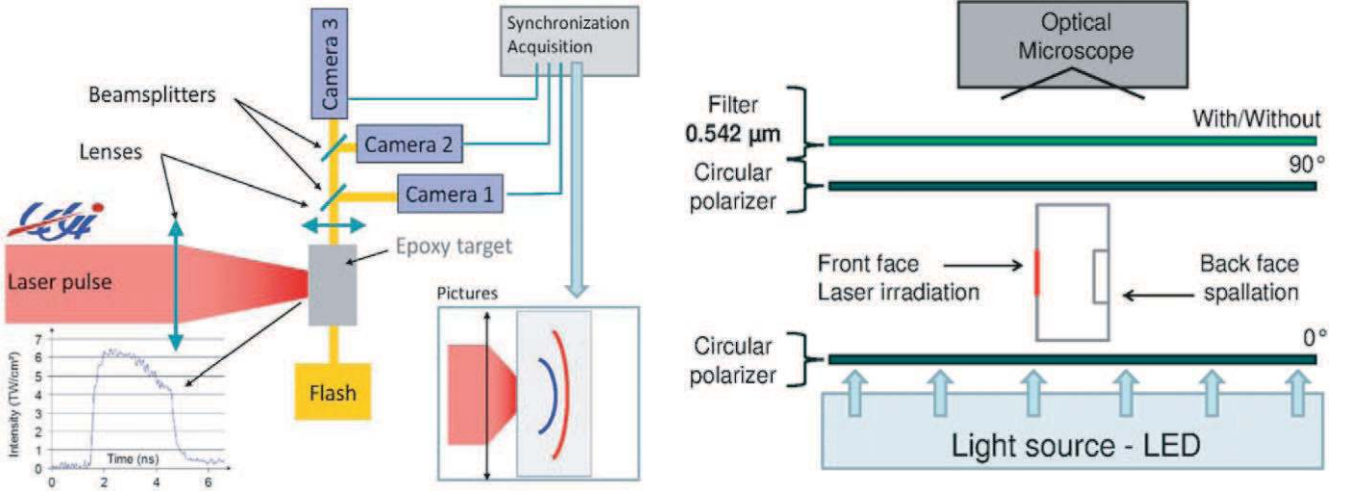 Camera 3
Synchronization
Acquisition
Beamsplitters
Camera 2
Lenses
Camera 1
Epoxy target
Laser pulse
Pictures
Flash
Intensity (TW/cm²)
7
6
5
4
3
2
1
0
Time (ns)
0 2 4 6
Optical
Microscope
Filter
0.542 µm
With/Without
Circular
polarizer
90°
Front face
Laser irradiation
Back face
spallation
Circular
polarizer
0°
Light source - LED